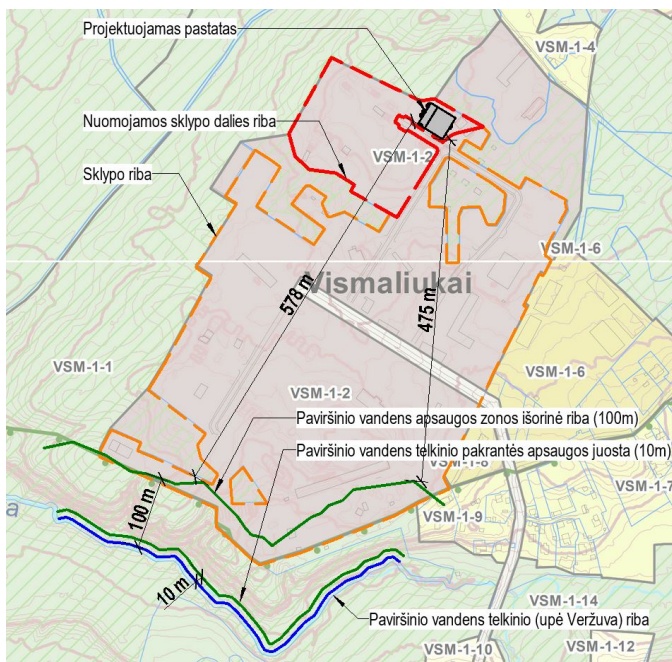 Projektuojamas pastatas
VSM-1-4
Nuomojamos sklypo dalies riba
VSM-1-2
Sklypo riba
VSM-1-6
Vismaliukai
578 m
475 m
VSM-1-1
VSM-1-6
VSM-1-2
Paviršinio vandens apsaugos zonos išorinė riba (100m)
Paviršinio vandens telkinio pakrantės apsaugos juosta (10m)
VSM-1-8
VSM-1-7
100 m
VSM-1-9
a
10 m
VSM-1-14
Paviršinio vandens telkinio (upė Veržuva) riba
VSM-1-10
VSM-1-12